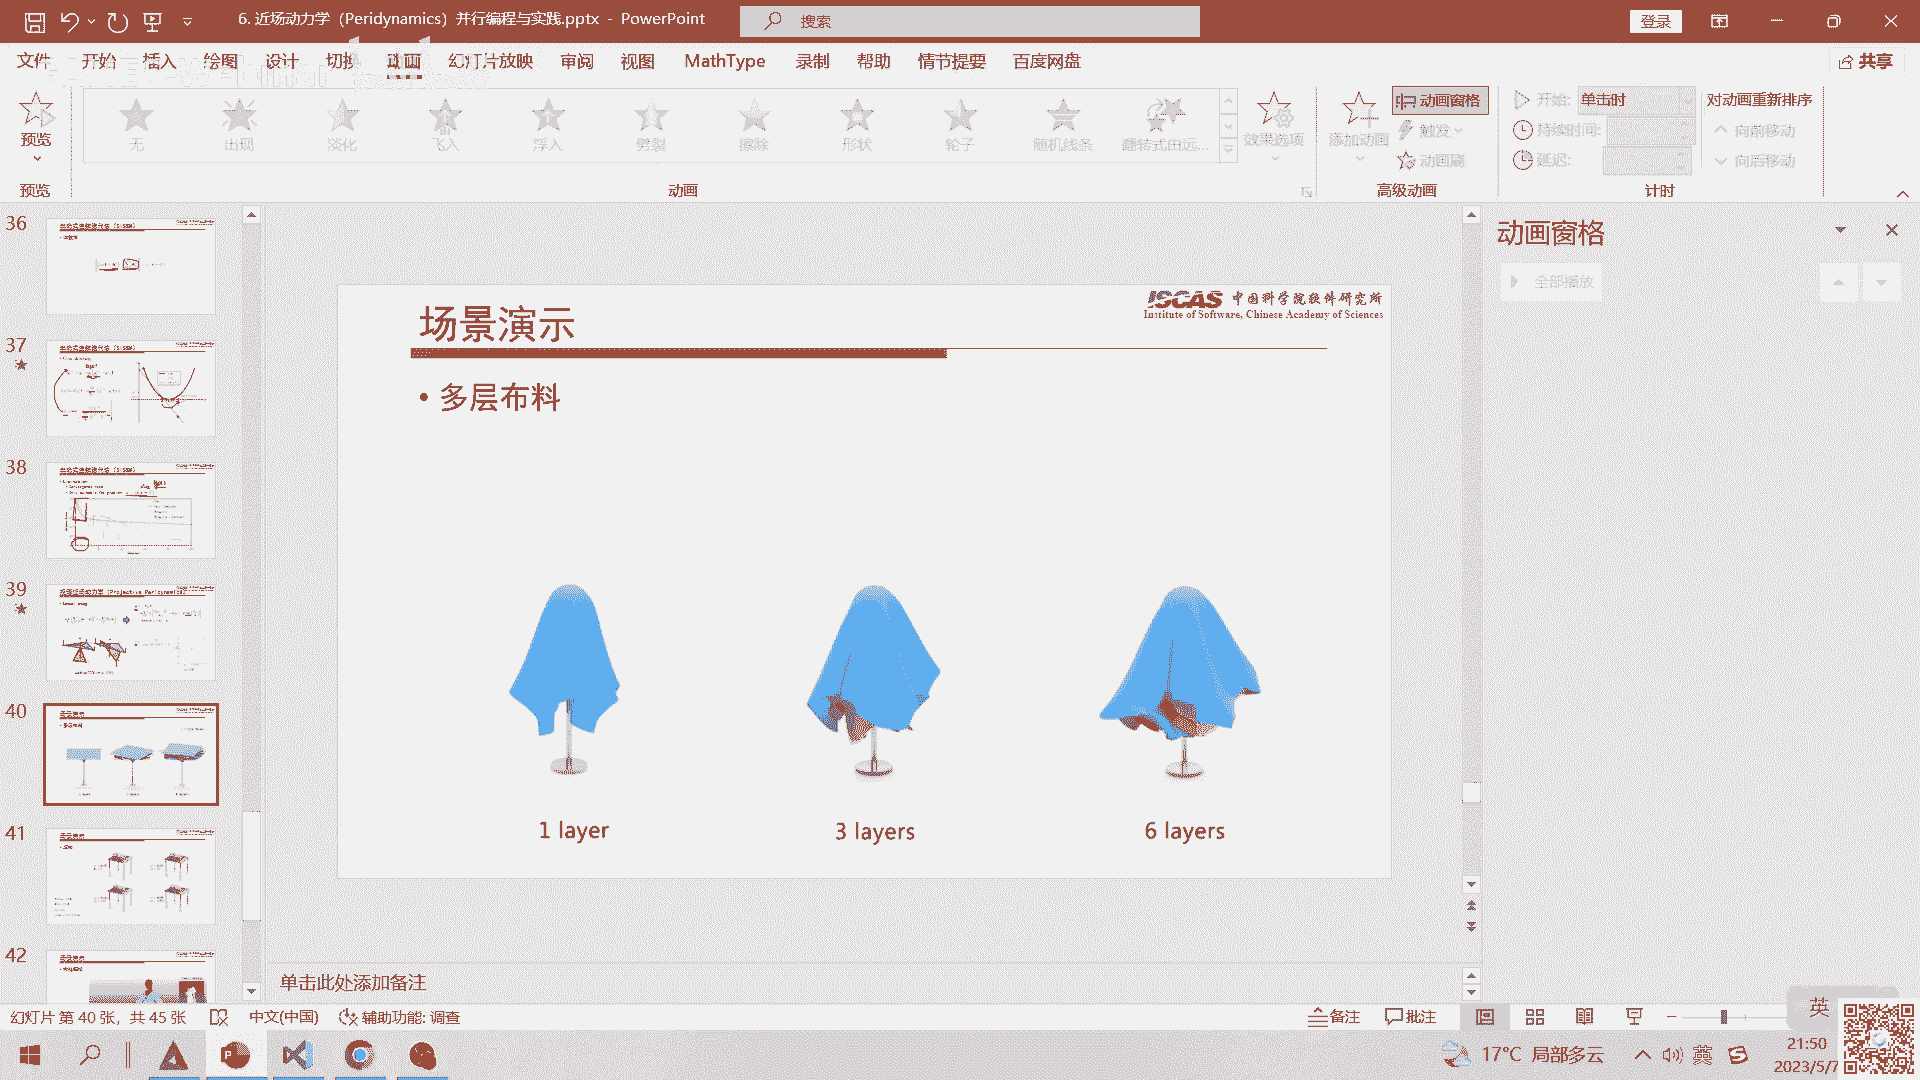 6. 近场动力学（Peridynamics）并行编程与实践.pptx - PowerPoint
搜索
登录
文件 开始 插入 绘图 设计 切换 动画 幻灯片放映 审阅 视图 MathType 录制 帮助 情节提要 百度网盘
共享
预览
无 出现 淡化 飞入 浮入 劈裂 擦除 形状 轮子 随机线条 翻转式由远...
效果选项
添加动画
动画窗格
触发
动画刷
开始: 单击时
持续时间:
延迟:
对动画重新排序
向前移动
向后移动
预览
动画
高级动画
计时
36
37
38
39
40
41
42
场景演示
ISCAS 中国科学院软件研究所
Institute of Software, Chinese Academy of Sciences
• 多层布料
1 layer
3 layers
6 layers
动画窗格
全部播放
单击此处添加备注
幻灯片 第 40 张，共 45 张
中文(中国)
辅助功能: 调查
备注
批注
英
17°C 局部多云
英
21:50
2023/5/7